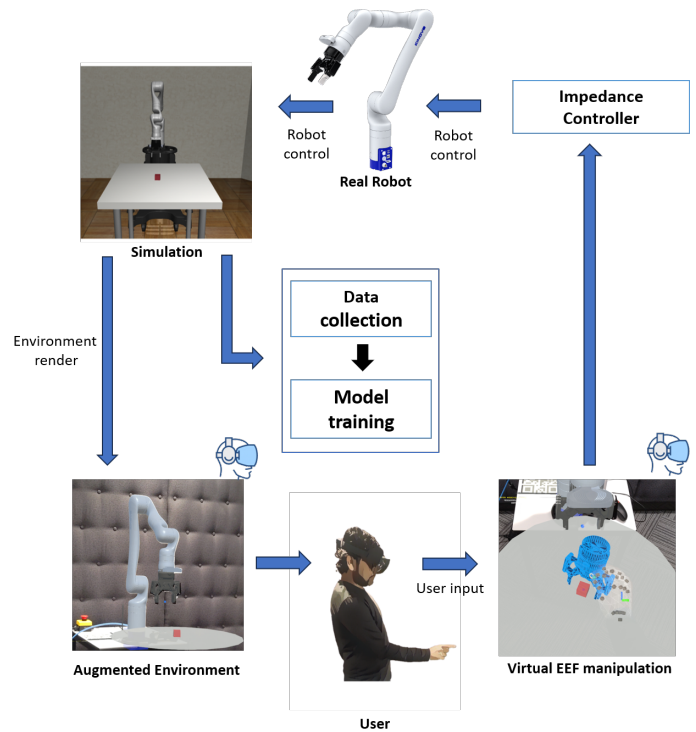 Impedance
Controller
Robot
control
Robot
control
Real Robot
Simulation
Environment
render
Data
collection
Model
training
User input
Augmented Environment
User
Virtual EEF manipulation